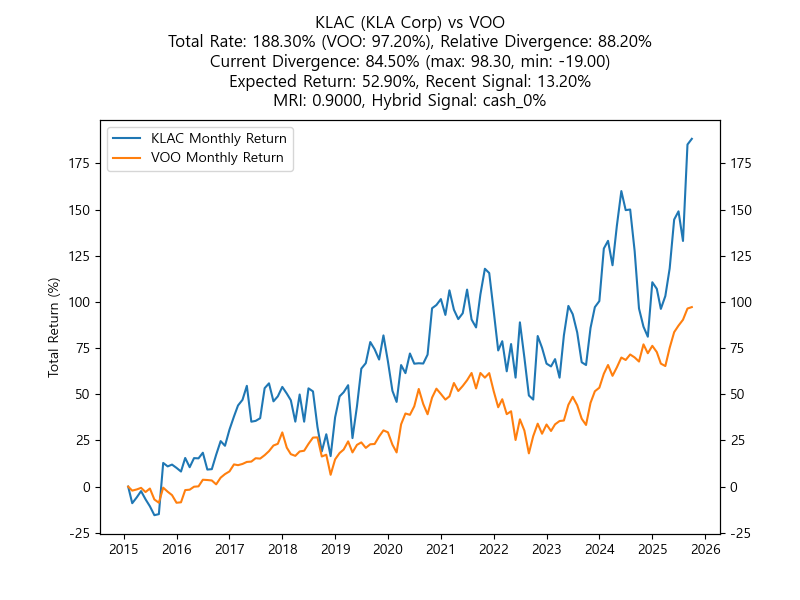 KLAC (KLA Corp) vs VOO
Total Rate: 188.30% (VOO: 97.20%), Relative Divergence: 88.20%
Current Divergence: 84.50% (max: 98.30, min: -19.00)
Expected Return: 52.90%, Recent Signal: 13.20%
MRI: 0.9000, Hybrid Signal: cash_0%
KLAC Monthly Return
VOO Monthly Return
Total Return (%)
175 175
150 150
125 125
100 100
75 75
50 50
25 25
0 0
-25 -25
2015 2016 2017 2018 2019 2020 2021 2022 2023 2024 2025 2026